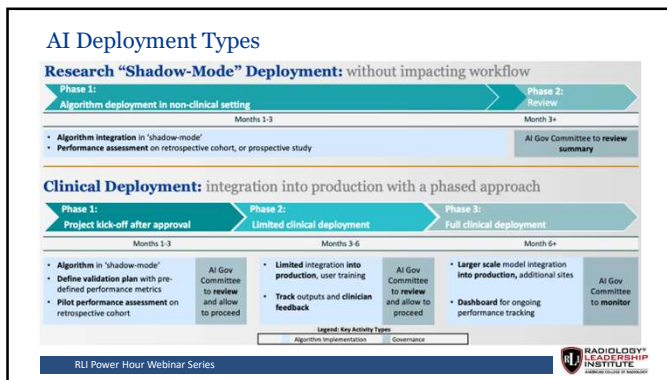 AI Deployment Types
Research “Shadow-Mode” Deployment: without impacting workflow
Phase 1:
Algorithm deployment in non-clinical setting
Phase 2:
Review
Months 1-3
Month 3+
• Algorithm integration in ‘shadow-mode’
• Performance assessment on retrospective cohort, or prospective study
AI Gov Committee to review
summary
Clinical Deployment: integration into production with a phased approach
Phase 1:
Project kick-off after approval
Phase 2:
Limited clinical deployment
Phase 3:
Full clinical deployment
Months 1-3
Months 3-6
Month 6+
• Algorithm in ‘shadow-mode’
• Define validation plan with pre-
defined performance metrics
• Pilot performance assessment on
retrospective cohort
AI Gov
Committee
to review
and allow
to proceed
• Limited integration into
production, user training
• Track outputs and clinician
feedback
AI Gov
Committee
to review
and allow to
proceed
• Larger scale model integration
into production, additional sites
• Dashboard for ongoing
performance tracking
AI Gov
Committee
to monitor
Legend: Key Activity Types
Algorithm Implementation
Governance
RLI Power Hour Webinar Series
RLI
RADIOLOGY
LEADERSHIP
INSTITUTE
AMERICAN COLLEGE OF RADIOLOGY